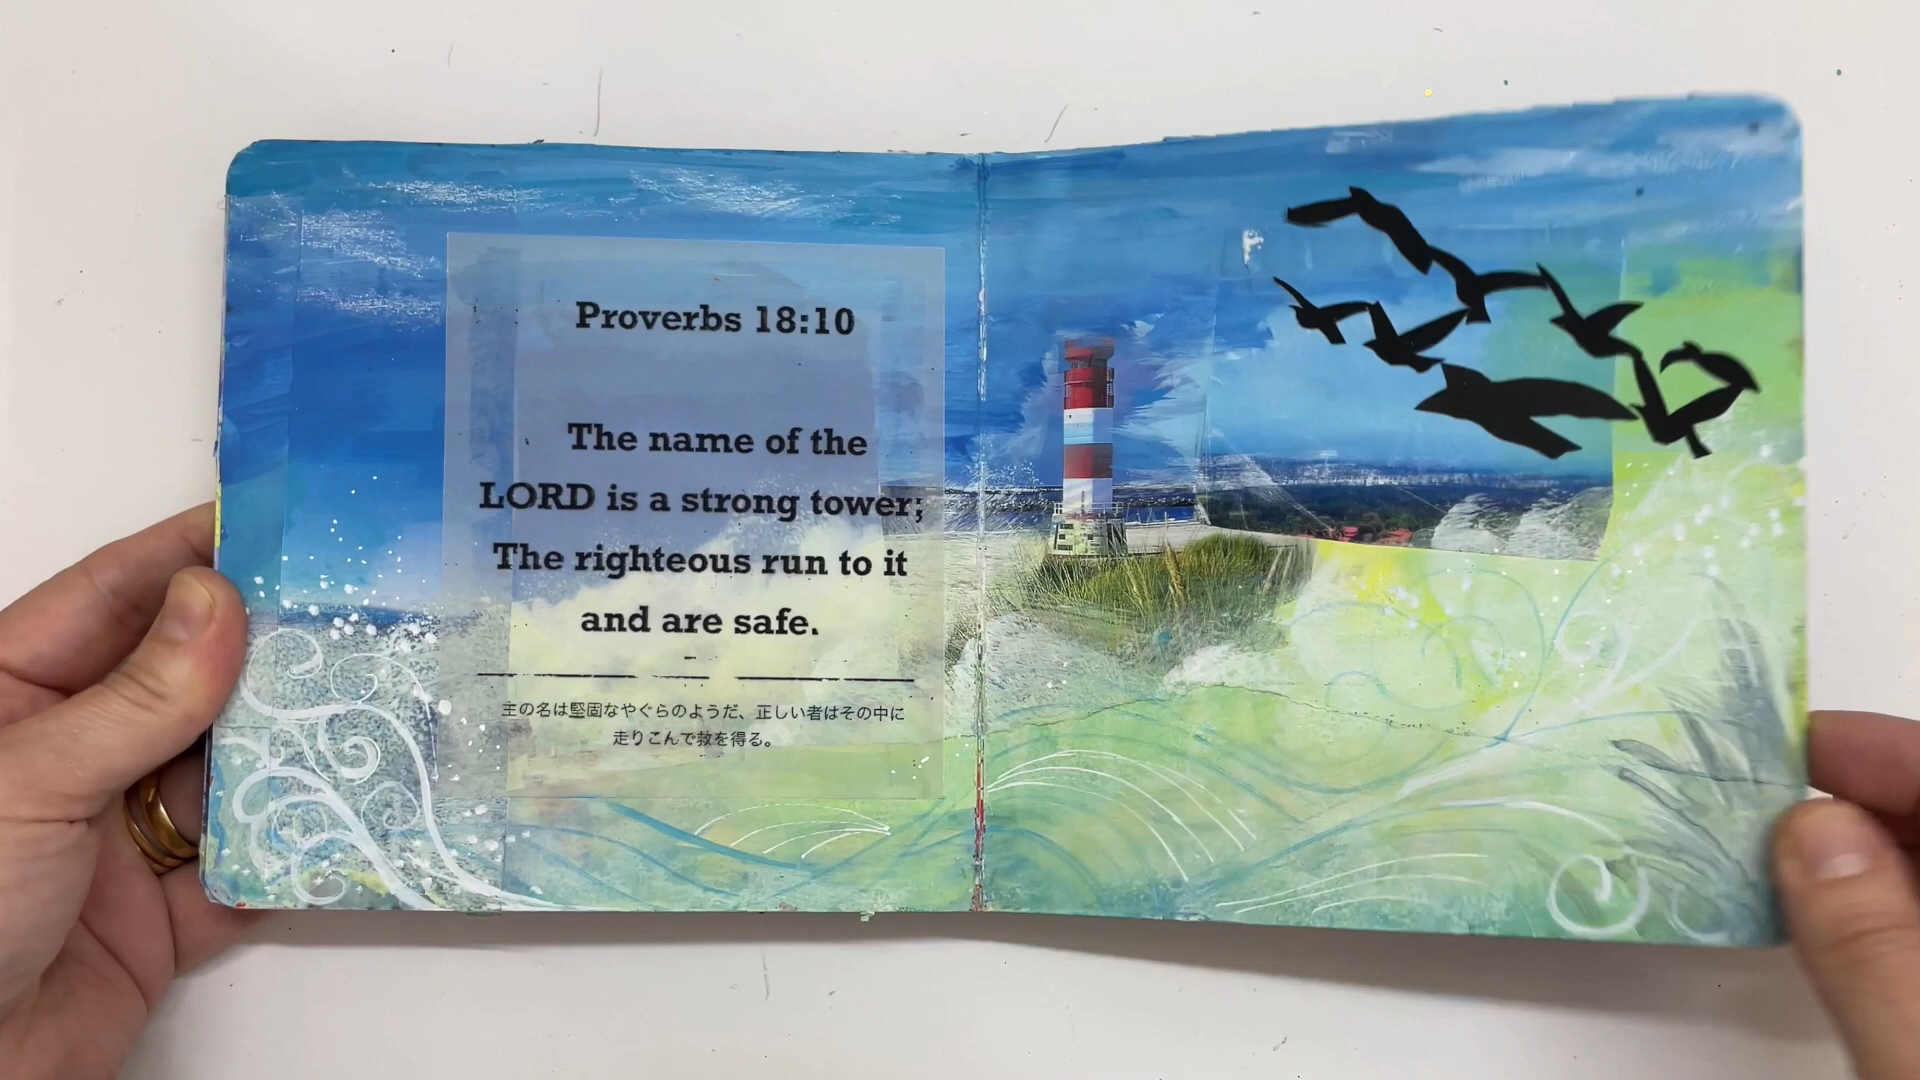 Proverbs 18:10
The name of the
LORD is a strong tower;
The righteous run to it
and are safe.
主の名は堅固なやぐらのようだ、正しい者はその中に
走りこんで救を得る。